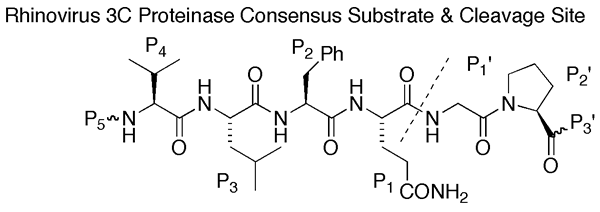 Rhinovirus 3C Proteinase Consensus Substrate & Cleavage Site
P4
P2
Ph
P1'
P2'
H
N
O
H
N
O
P5
N
H
O
N
H
O
N
H
O
N
P3'
O
P3
P1
CONH2